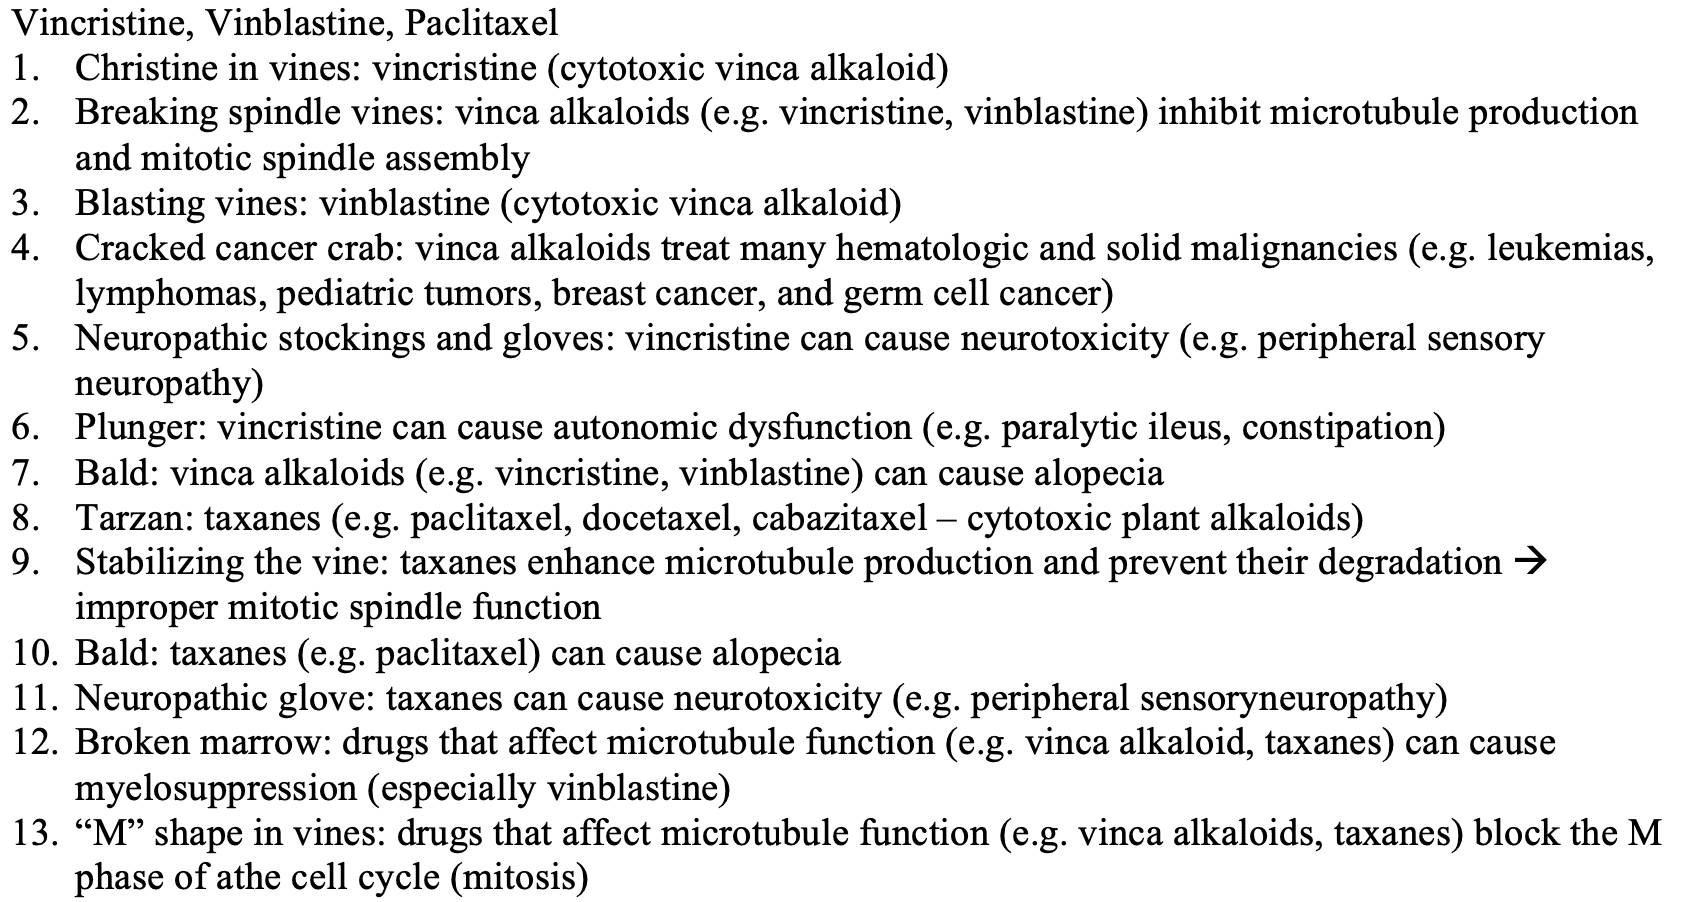 Vincristine, Vinblastine, Paclitaxel
1. Christine in vines: vincristine (cytotoxic vinca alkaloid)
2. Breaking spindle vines: vinca alkaloids (e.g. vincristine, vinblastine) inhibit microtubule production
and mitotic spindle assembly
3. Blasting vines: vinblastine (cytotoxic vinca alkaloid)
4. Cracked cancer crab: vinca alkaloids treat many hematologic and solid malignancies (e.g. leukemias,
lymphomas, pediatric tumors, breast cancer, and germ cell cancer)
5. Neuropathic stockings and gloves: vincristine can cause neurotoxicity (e.g. peripheral sensory
neuropathy)
6. Plunger: vincristine can cause autonomic dysfunction (e.g. paralytic ileus, constipation)
7. Bald: vinca alkaloids (e.g. vincristine, vinblastine) can cause alopecia
8. Tarzan: taxanes (e.g. paclitaxel, docetaxel, cabazitaxel – cytotoxic plant alkaloids)
9. Stabilizing the vine: taxanes enhance microtubule production and prevent their degradation →
improper mitotic spindle function
10. Bald: taxanes (e.g. paclitaxel) can cause alopecia
11. Neuropathic glove: taxanes can cause neurotoxicity (e.g. peripheral sensoryneuropathy)
12. Broken marrow: drugs that affect microtubule function (e.g. vinca alkaloid, taxanes) can cause
myelosuppression (especially vinblastine)
13. “M” shape in vines: drugs that affect microtubule function (e.g. vinca alkaloids, taxanes) block the M
phase of athe cell cycle (mitosis)